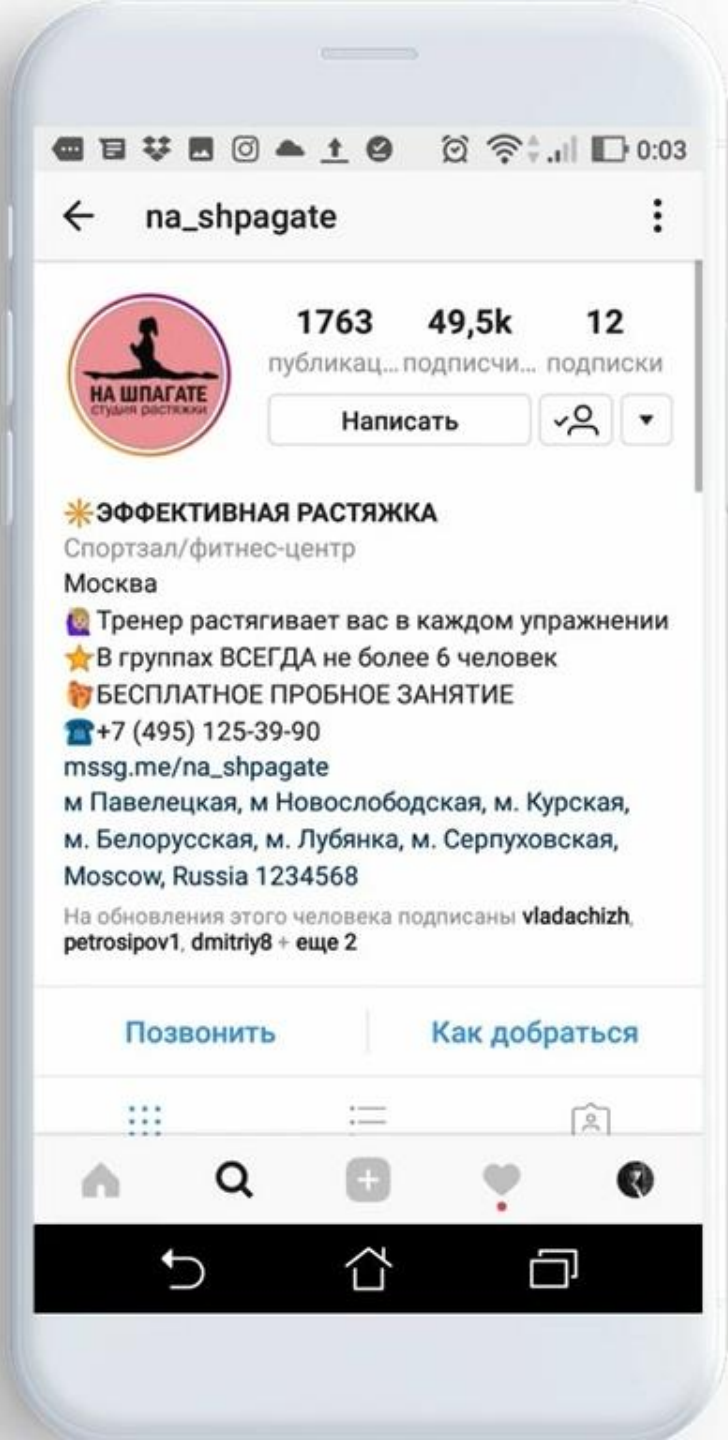 0:03
na_shpagate
1763 49,5k 12
публикац... подписчи... подписки
Написать
НА ШПАГАТЕ
студия растяжки
ЭФФЕКТИВНАЯ РАСТЯЖКА
Спортзал/фитнес-центр
Москва
Тренер растягивает вас в каждом упражнении
В группах ВСЕГДА не более 6 человек
БЕСПЛАТНОЕ ПРОБНОЕ ЗАНЯТИЕ
+7 (495) 125-39-90
mssg.me/na_shpagate
м Павелецкая, м Новослободская, м. Курская,
м. Белорусская, м. Лубянка, м. Серпуховская,
Moscow, Russia 1234568
На обновления этого человека подписаны vladachizh,
petrosipov1, dmitriy8 + еще 2
Позвонить Как добраться